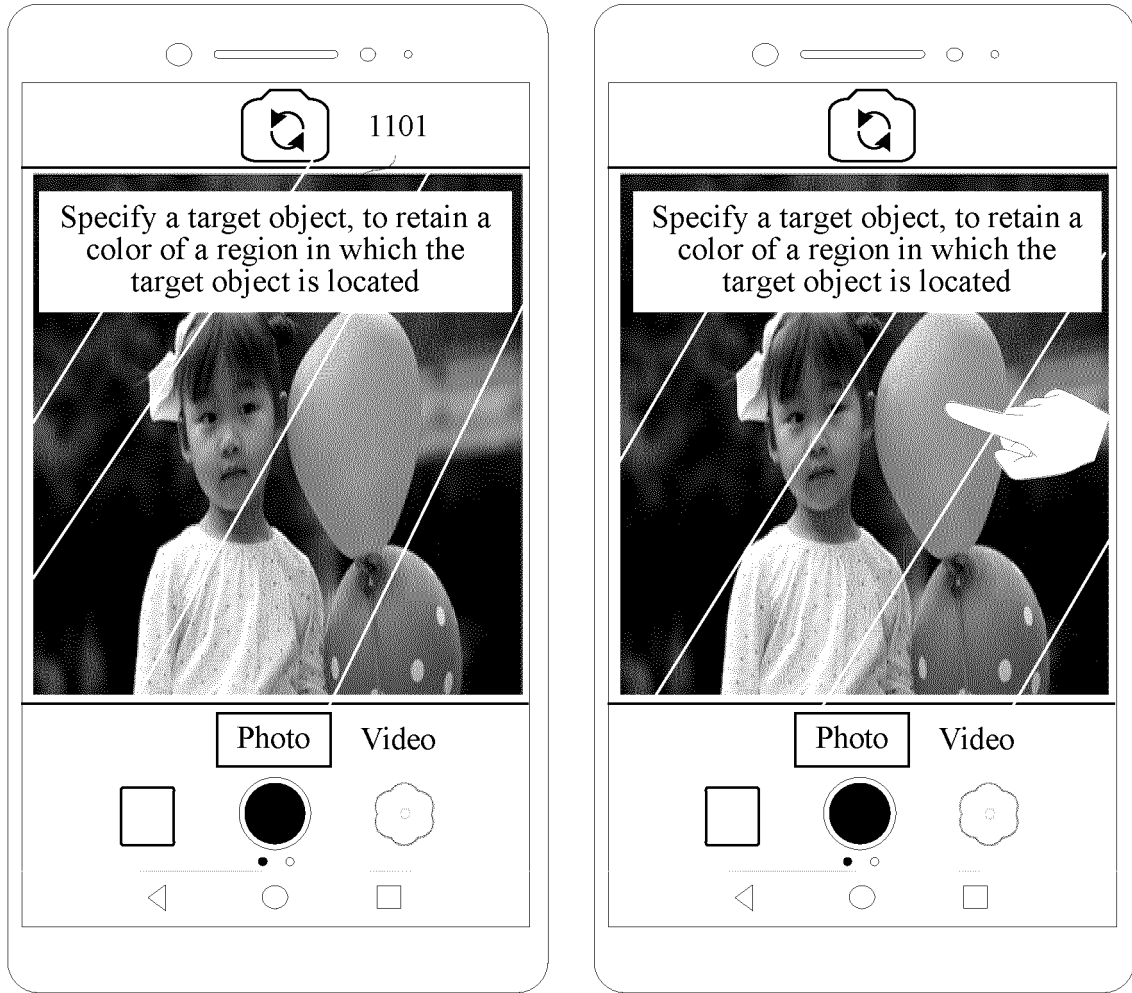 1101
Specify a target object, to retain a
color of a region in which the
target object is located
Photo Video
Specify a target object, to retain a
color of a region in which the
target object is located
Photo Video